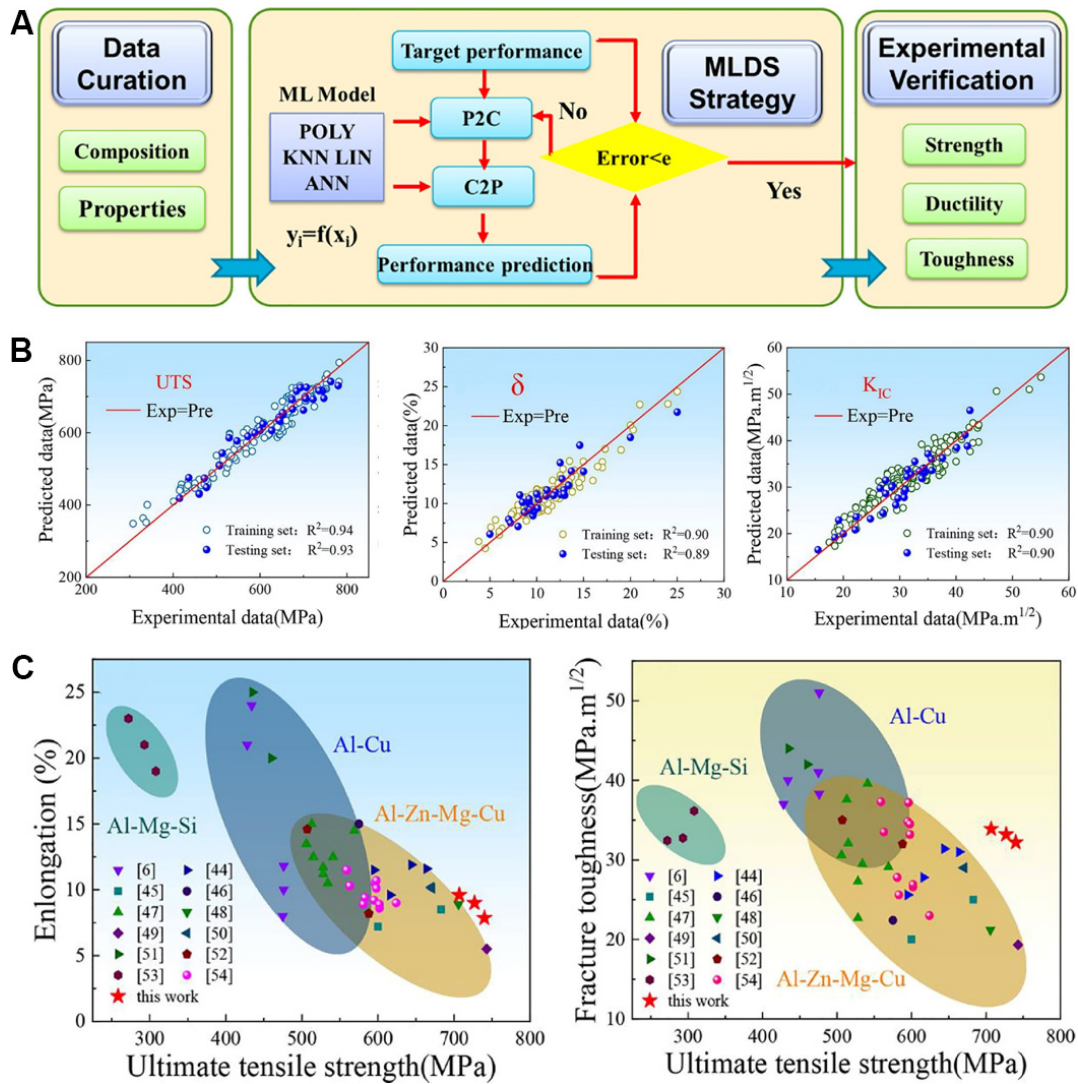 A
Data
Curation
Composition
Properties
Target performance
ML Model
POLY
KNN LIN
ANN
P2C
No
MLDS
Strategy
C2P
Error<e
Yes
yᵢ=f(xᵢ)
Performance prediction
Experimental
Verification
Strength
Ductility
Toughness
B
UTS
Exp=Pre
Training set： R²=0.94
Testing set： R²=0.93
Predicted data(MPa)
800
600
400
200
200 400 600 800
Experimental data(MPa)
δ
Exp=Pre
Training set： R²=0.90
Testing set： R²=0.89
Predicted data(%)
30
25
20
15
10
5
0
0 5 10 15 20 25 30
Experimental data(%)
K_IC
Exp=Pre
Training set： R²=0.90
Testing set： R²=0.90
Predicted data(MPa.m^1/2)
60
50
40
30
20
10
10 20 30 40 50 60
Experimental data(MPa.m^1/2)
C
Enlongation (%)
25
20
15
10
5
0
Al-Cu
Al-Mg-Si
Al-Zn-Mg-Cu
[6] [44]
[45] [46]
[47] [48]
[49] [50]
[51] [52]
[53] [54]
this work
300 400 500 600 700 800
Ultimate tensile strength(MPa)
Fracture toughness(MPa.m^1/2)
50
40
30
20
10
Al-Cu
Al-Mg-Si
[6] [44]
[45] [46]
[47] [48]
[49] [50]
[51] [52]
[53] [54]
this work
Al-Zn-Mg-Cu
300 400 500 600 700 800
Ultimate tensile strength(MPa)